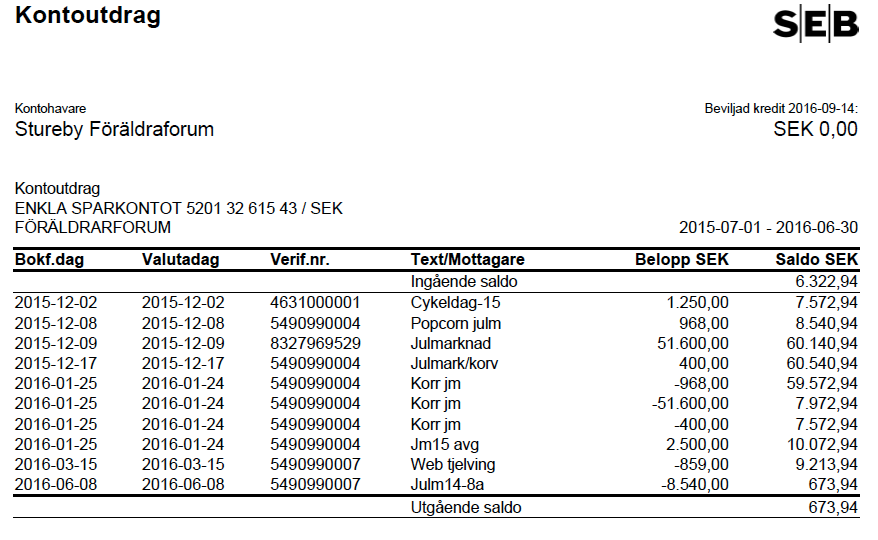 Kontoutdrag
SEB
Kontohavare Beviljad kredit 2016-09-14:
Stureby Föräldraforum SEK 0,00
Kontoutdrag
ENKLA SPARKONTOT 5201 32 615 43 / SEK
FÖRÄLDRARFORUM 2015-07-01 - 2016-06-30
Bokf.dag Valutadag Verif.nr. Text/Mottagare Belopp SEK Saldo SEK
Ingående saldo 6.322,94
2015-12-02 2015-12-02 4631000001 Cykeldag-15 1.250,00 7.572,94
2015-12-08 2015-12-08 5490990004 Popcorn julm 968,00 8.540,94
2015-12-09 2015-12-09 8327969529 Julmarknad 51.600,00 60.140,94
2015-12-17 2015-12-17 5490990004 Julmark/korv 400,00 60.540,94
2016-01-25 2016-01-24 5490990004 Korr jm -968,00 59.572,94
2016-01-25 2016-01-24 5490990004 Korr jm -51.600,00 7.972,94
2016-01-25 2016-01-24 5490990004 Korr jm -400,00 7.572,94
2016-01-25 2016-01-24 5490990004 Jm15 avg 2.500,00 10.072,94
2016-03-15 2016-03-15 5490990007 Web tjelving -859,00 9.213,94
2016-06-08 2016-06-08 5490990007 Julm14-8a -8.540,00 673,94
Utgående saldo 673,94